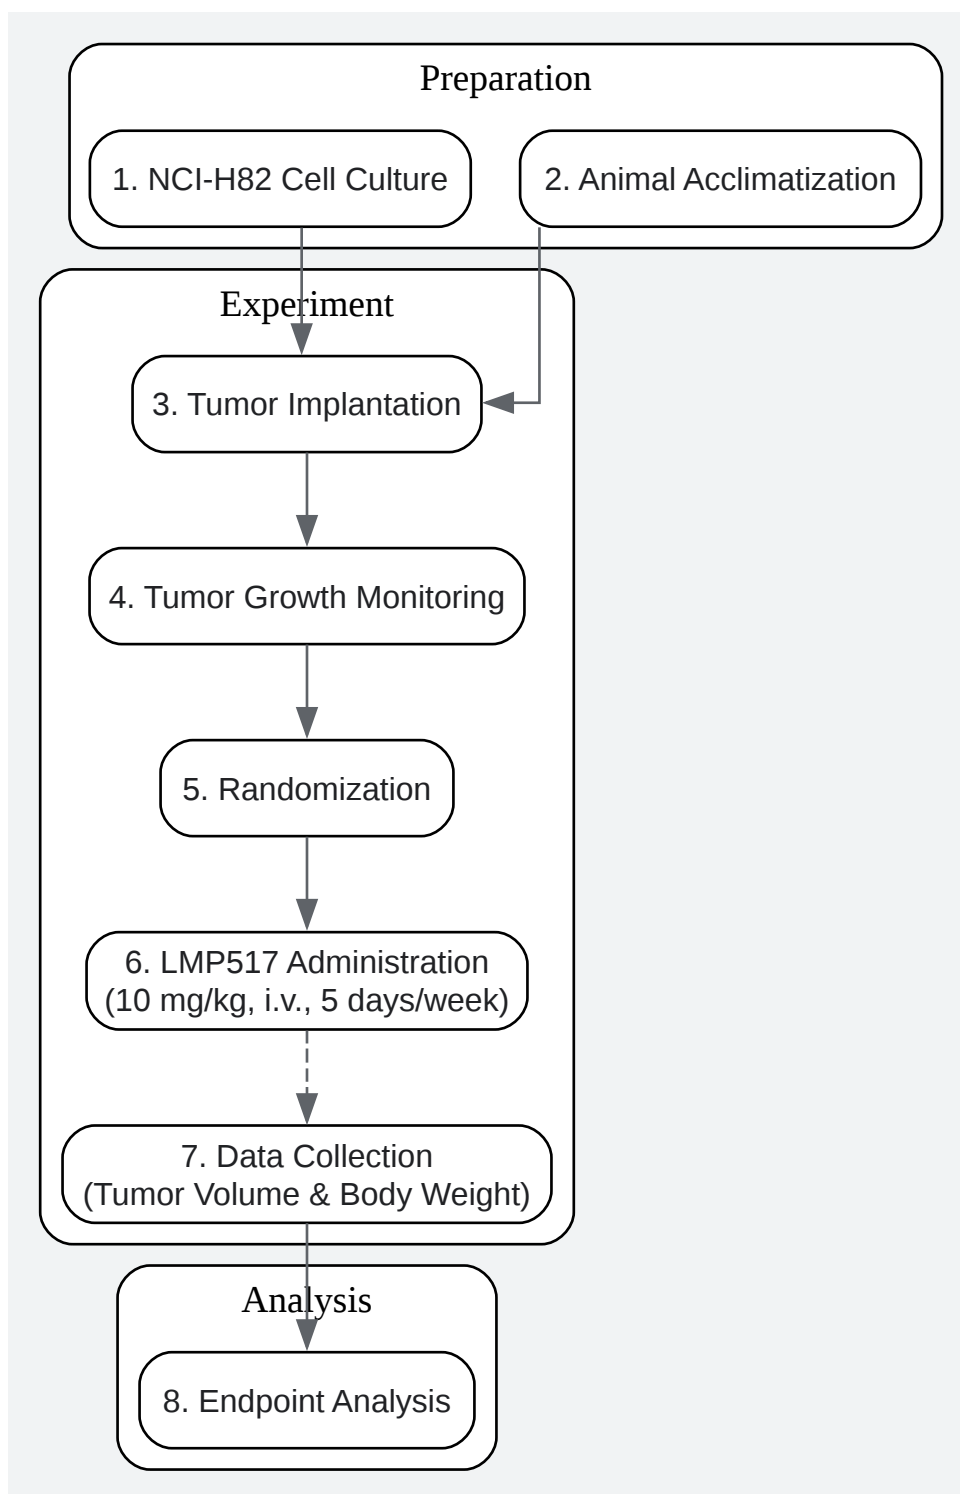 Preparation
1. NCI-H82 Cell Culture
2. Animal Acclimatization
Experiment
3. Tumor Implantation
4. Tumor Growth Monitoring
5. Randomization
6. LMP517 Administration
(10 mg/kg, i.v., 5 days/week)
7. Data Collection
(Tumor Volume & Body Weight)
Analysis
8. Endpoint Analysis